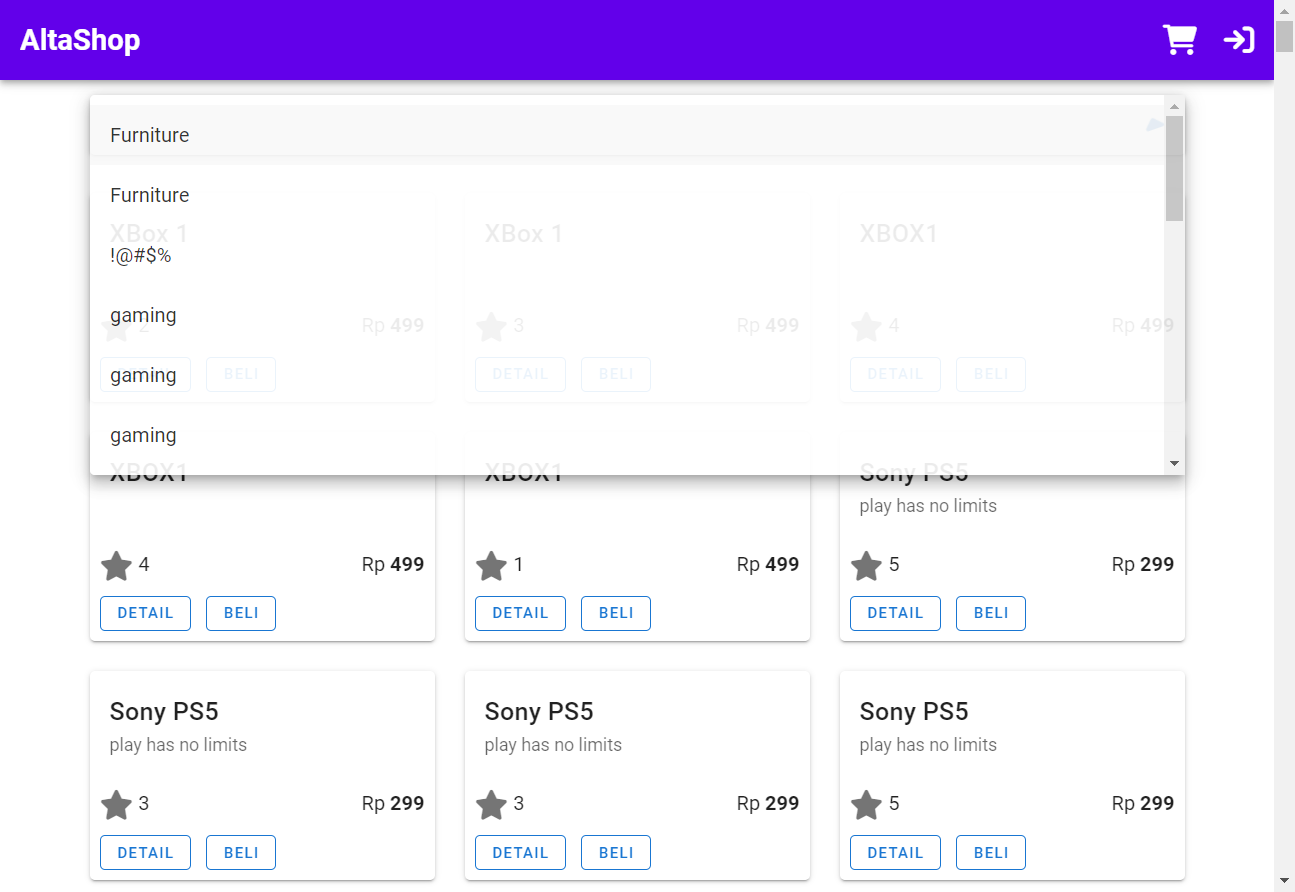 AltaShop
Furniture
Furniture
XBox 1 XBox 1 XBOX1
!@#$%
gaming
2 Rp 499 3 Rp 499 4 Rp 499
gaming BELI DETAIL BELI DETAIL BELI
gaming
XBOX1 XBOX1 Sony PS5
play has no limits
4 Rp 499 1 Rp 499 5 Rp 299
DETAIL BELI DETAIL BELI DETAIL BELI
Sony PS5 Sony PS5 Sony PS5
play has no limits play has no limits play has no limits
3 Rp 299 3 Rp 299 5 Rp 299
DETAIL BELI DETAIL BELI DETAIL BELI